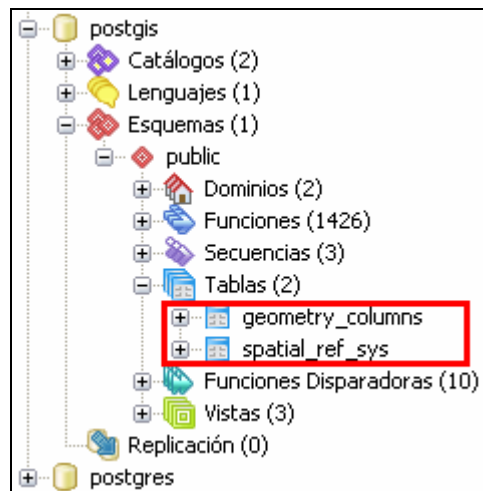 postgis
Catálogos (2)
Lenguajes (1)
Esquemas (1)
public
Dominios (2)
Funciones (1426)
Secuencias (3)
Tablas (2)
geometry_columns
spatial_ref_sys
Funciones Disparadoras (10)
Vistas (3)
Replicación (0)
postgres